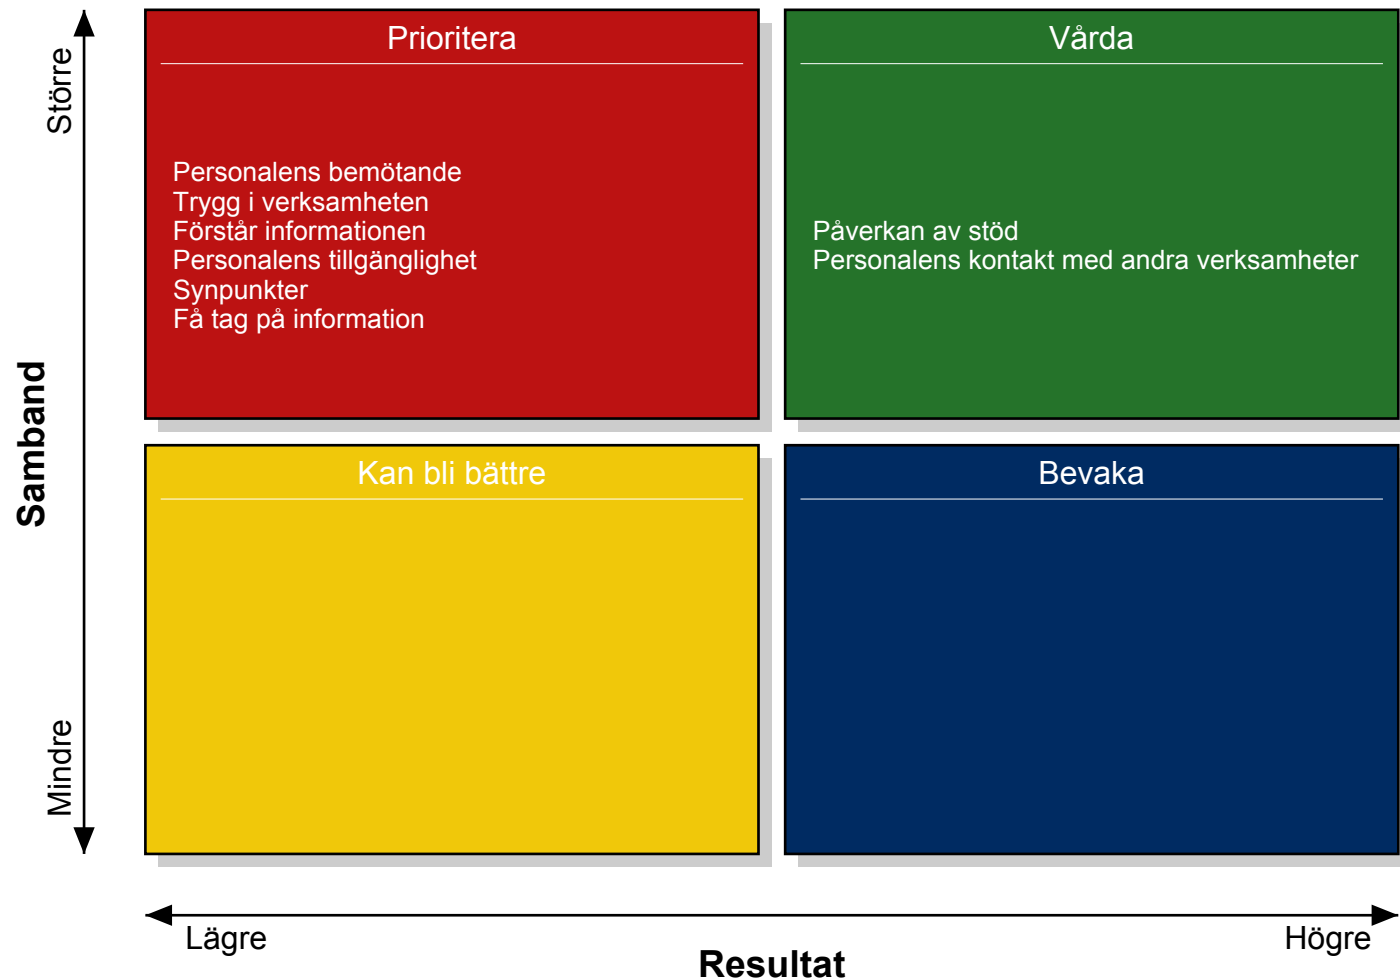 Prioritera
Personalens bemötande
Trygg i verksamheten
Förstår informationen
Personalens tillgänglighet
Synpunkter
Få tag på information
Vårda
Påverkan av stöd
Personalens kontakt med andra verksamheter
Kan bli bättre
Bevaka
Större
Samband
Mindre
Lägre
Resultat
Högre